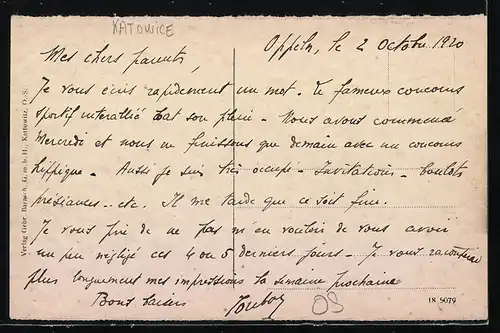 KATOWICE
Oppeln, le 2 Octobre 1920
Mes chers parents,
Je vous écris rapidement un mot. Le fameux concours
sportif interallié bat son plein - Nous avons commencé
Mercredi et nous ne finissons que demain avec un concours
hippique - Aussi je suis très occupé - Invitations - boulots
préséances - etc. Il me tarde que ce soit fini.
Je vous prie de ne pas m'en vouloir de vous avoir
un peu négligé ces 4 ou 5 derniers jours - Je vous raconterai
plus longuement mes impressions la semaine prochaine
Bons baisers
OS
18 5079
Verlag Gebr. Barasch, G. m. b. H., Kattowitz, O.-S.